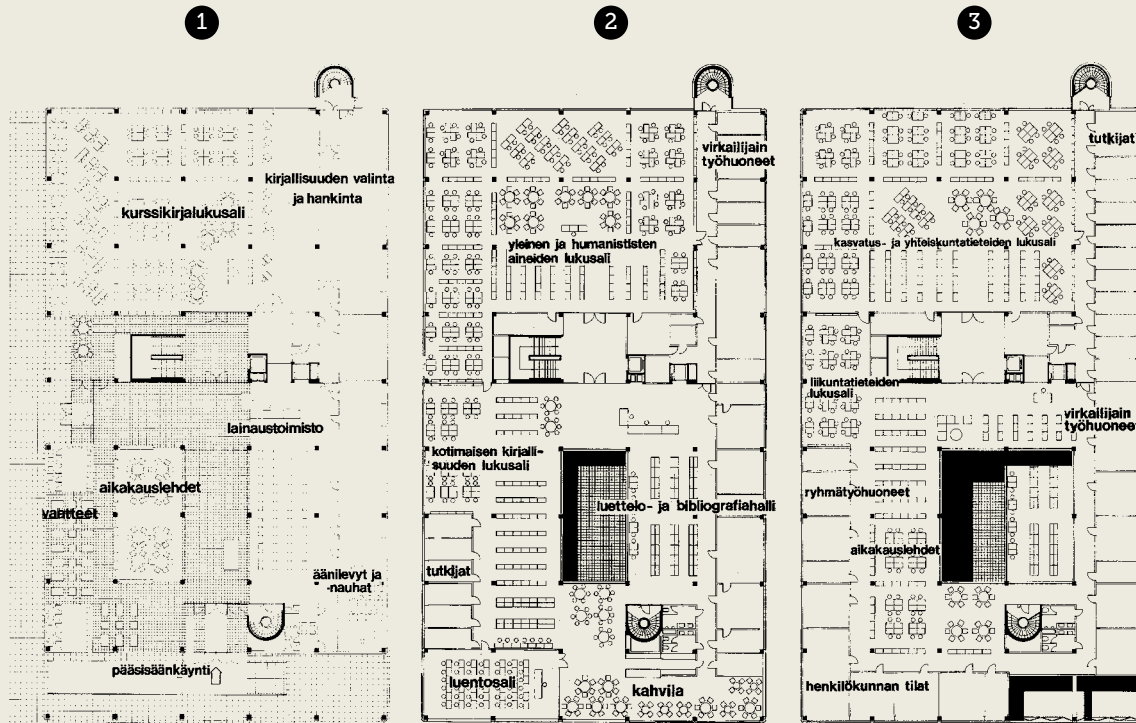 1
2
3
kirjallisuuden valinta
ja hankinta
kurssikirjalukusali
lainaustoimisto
aikakauslehdet
vaatteet
äänilevyt ja
-nauhat
pääsisäänkäynti
virkailijain
työhuoneet
yleinen ja humanististen
aineiden lukusali
kotimaisen kirjalli-
suuden lukusali
luettelo- ja bibliografiahalli
tutkijat
luentosali
kahvila
tutkijat
kasvatus- ja yhteiskuntatieteiden lukusali
liikuntatieteiden
lukusali
virkailijain
työhuoneet
ryhmätyöhuoneet
aikakauslehdet
henkilökunnan tilat